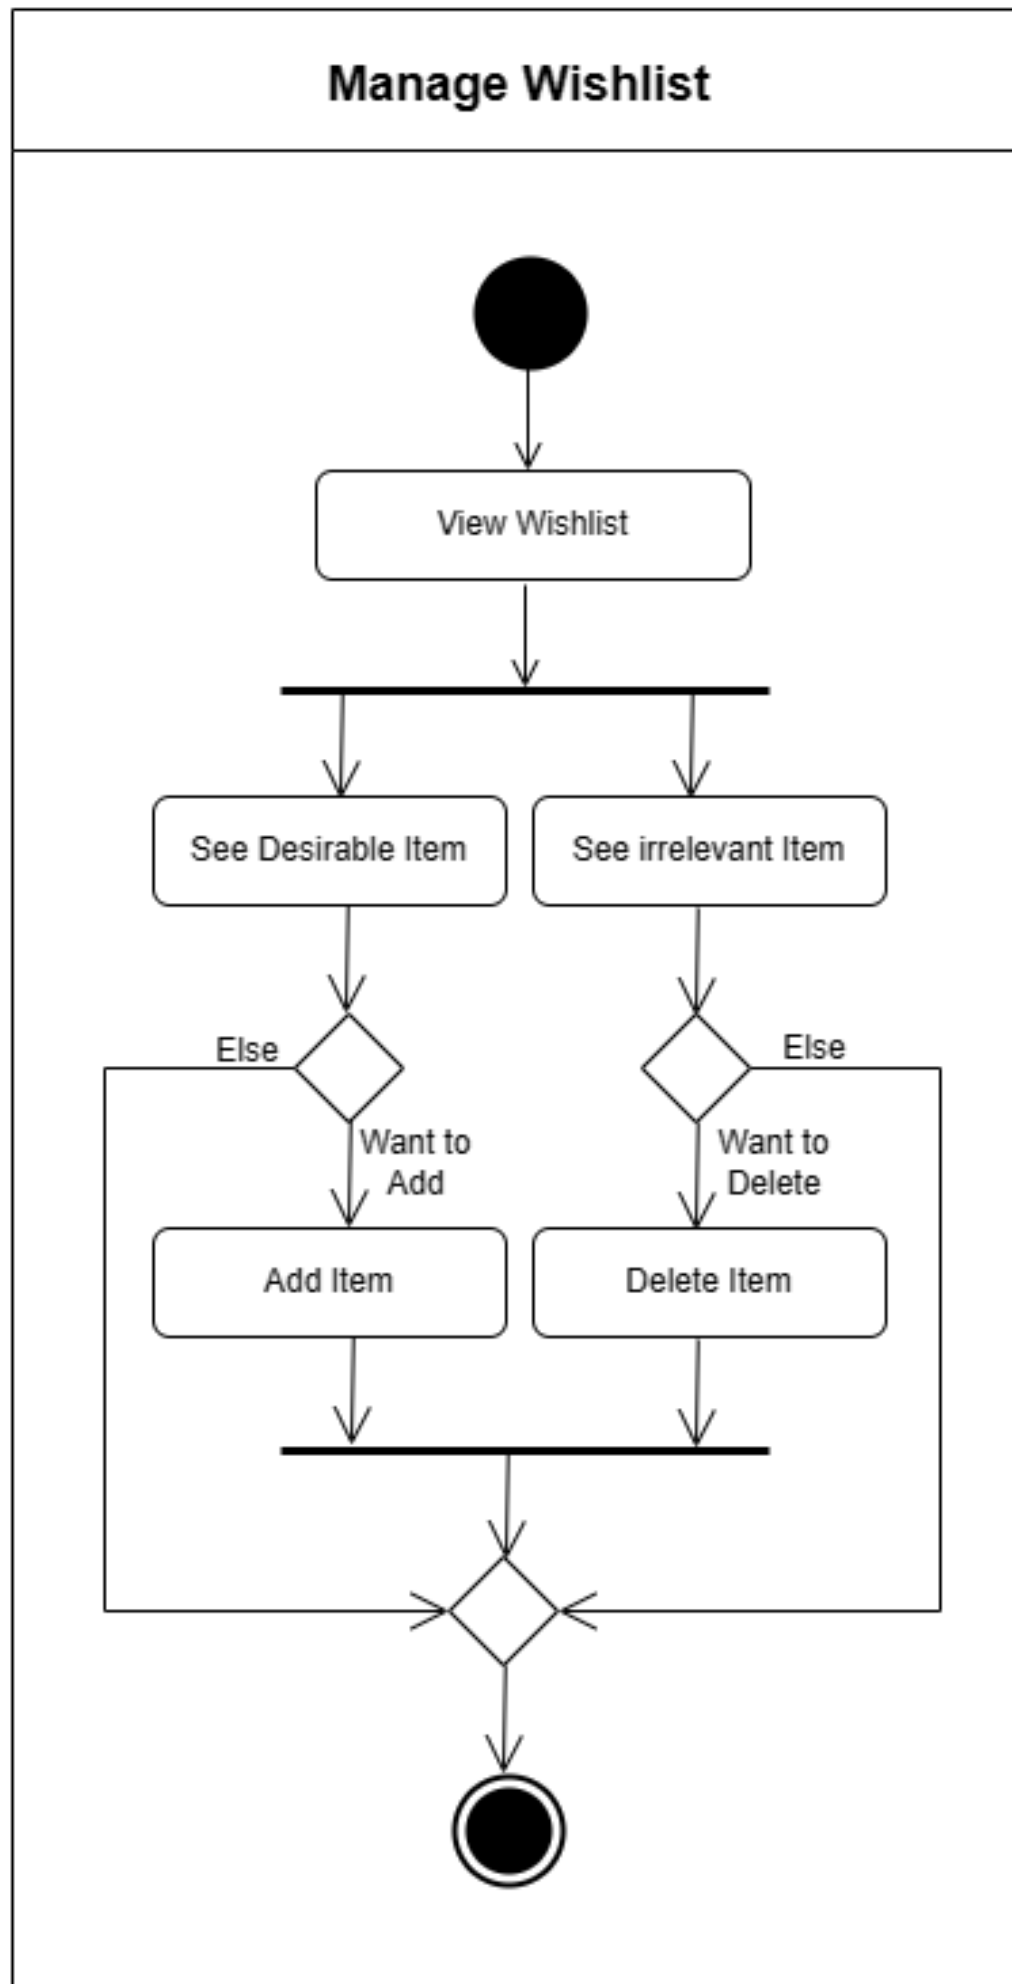 Manage Wishlist
View Wishlist
See Desirable Item
See irrelevant Item
Else
Else
Want to
Add
Want to
Delete
Add Item
Delete Item